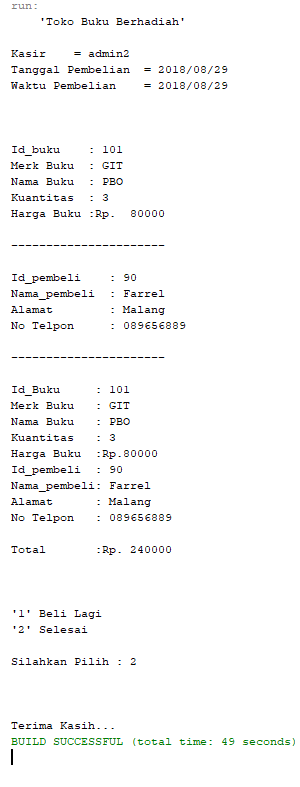 run:
    'Toko Buku Berhadiah'
Kasir    = admin2
Tanggal Pembelian  = 2018/08/29
Waktu Pembelian    = 2018/08/29
Id_buku    : 101
Merk Buku  : GIT
Nama Buku  : PBO
Kuantitas  : 3
Harga Buku :Rp.  80000
----------------------
Id_pembeli    : 90
Nama_pembeli  : Farrel
Alamat        : Malang
No Telpon     : 089656889
----------------------
Id_Buku     : 101
Merk Buku   : GIT
Nama Buku   : PBO
Kuantitas   : 3
Harga Buku  :Rp.80000
Id_pembeli  : 90
Nama_pembeli: Farrel
Alamat      : Malang
No Telpon   : 089656889
Total       :Rp. 240000
'1' Beli Lagi
'2' Selesai
Silahkan Pilih : 2
Terima Kasih...
BUILD SUCCESSFUL (total time: 49 seconds)